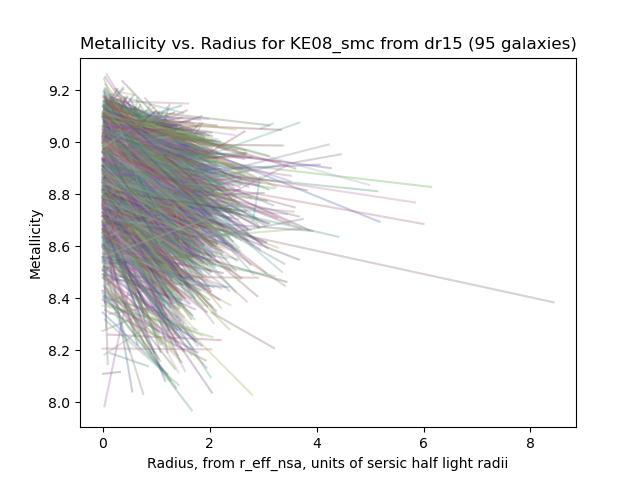 Metallicity vs. Radius for KE08_smc from dr15 (95 galaxies)
9.2
9.0
8.8
8.6
8.4
8.2
8.0
Metallicity
0 2 4 6 8
Radius, from r_eff_nsa, units of sersic half light radii